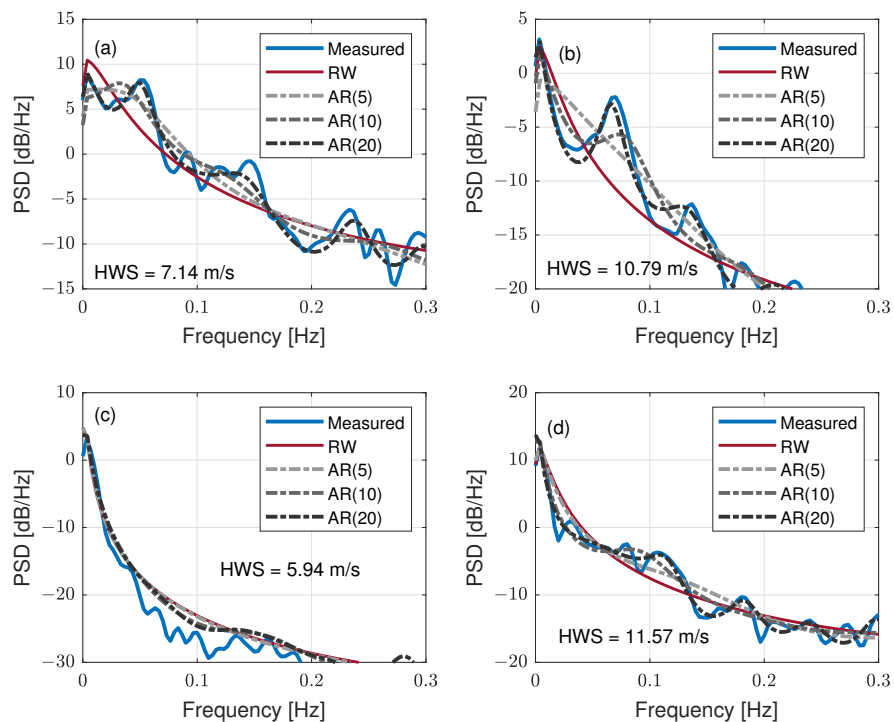 (a)
Measured
RW
AR(5)
AR(10)
AR(20)
HWS = 7.14 m/s
PSD [dB/Hz]
15
10
5
0
−5
−10
−15
0
0.1
0.2
0.3
Frequency [Hz]
(b)
Measured
RW
AR(5)
AR(10)
AR(20)
HWS = 10.79 m/s
PSD [dB/Hz]
5
0
−5
−10
−15
−20
0
0.1
0.2
0.3
Frequency [Hz]
(c)
Measured
RW
AR(5)
AR(10)
AR(20)
HWS = 5.94 m/s
PSD [dB/Hz]
10
0
−10
−20
−30
0
0.1
0.2
0.3
Frequency [Hz]
(d)
Measured
RW
AR(5)
AR(10)
AR(20)
HWS = 11.57 m/s
PSD [dB/Hz]
20
10
0
−10
−20
0
0.1
0.2
0.3
Frequency [Hz]